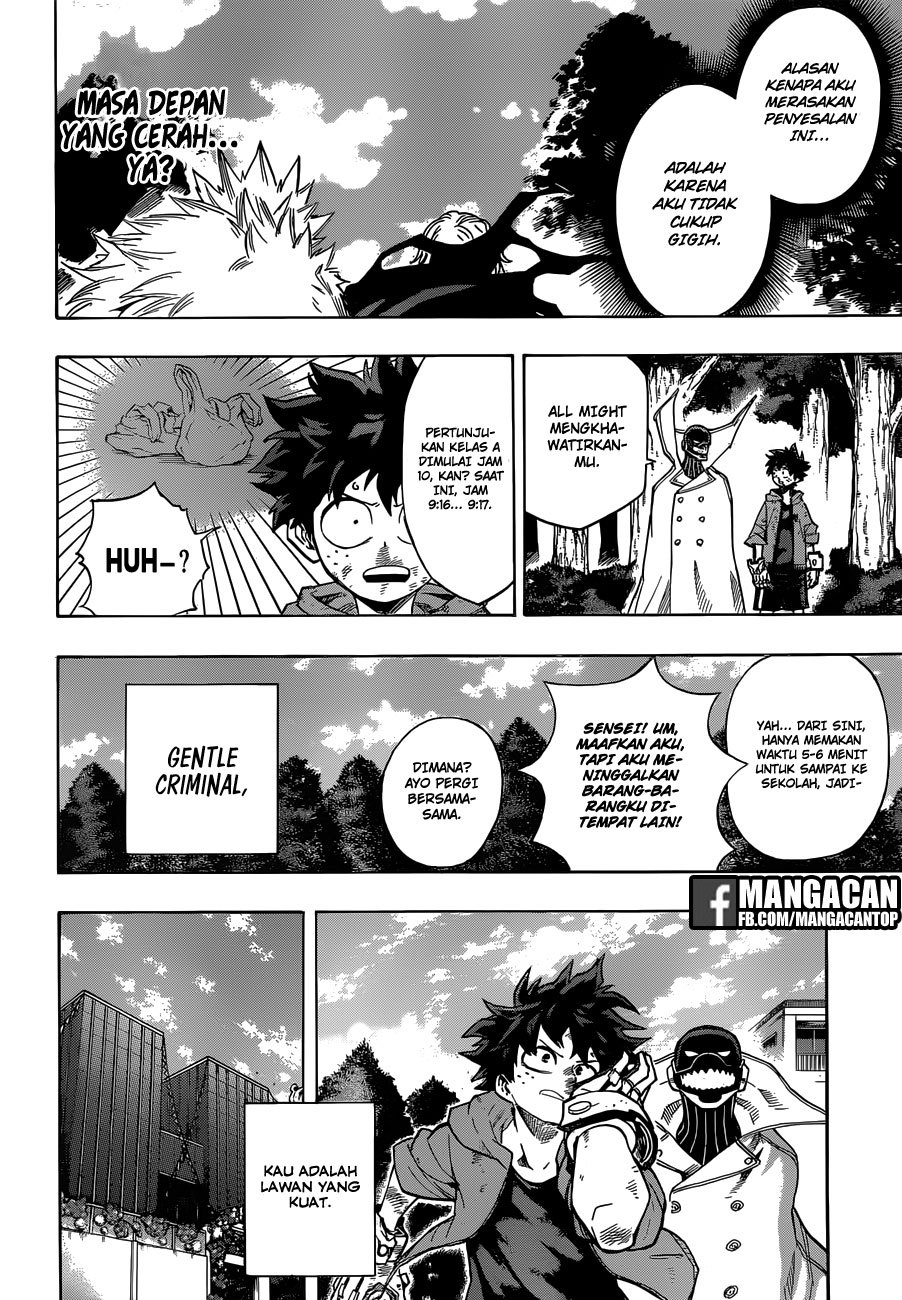 ALASAN
KENAPA AKU
MERASAKAN
PENYESALAN
INI...
ADALAH
KARENA
AKU TIDAK
CUKUP
GIGIH.
MASA DEPAN
YANG CERAH...
YA?
ALL MIGHT
MENGKHA-
WATIRKAN-
MU.
PERTUNJU-
KAN KELAS A
DIMULAI JAM
10, KAN? SAAT
INI, JAM
9:16... 9:17.
HUH-?
YAH... DARI SINI,
HANYA MEMAKAN
WAKTU 5-6 MENIT
UNTUK SAMPAI KE
SEKOLAH, JADI-
SENSEI! UM,
MAAFKAN AKU,
TAPI AKU ME-
NINGGALKAN
BARANG-BA-
RANGKU DI-
TEMPAT LAIN!
DIMANA?
AYO PERGI
BERSAMA-
SAMA.
GENTLE
CRIMINAL,
f MANGACAN
FB.COM/MANGACANTOP
KAU ADALAH
LAWAN YANG
KUAT.